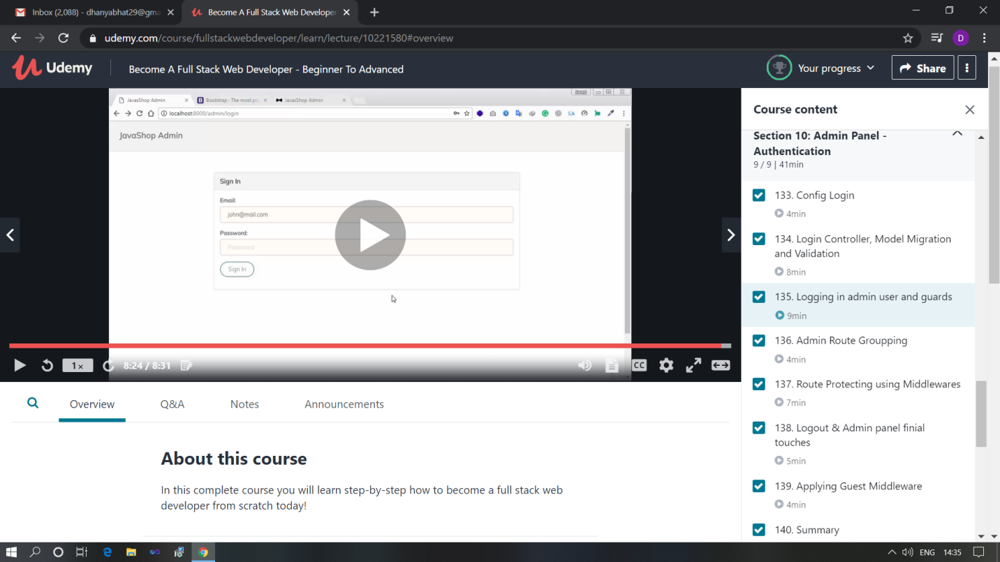 Inbox (2,088) - dhanyabhat29@gma
Become A Full Stack Web Developer
udemy.com/course/fullstackwebdeveloper/learn/lecture/10221580#overview
D
Udemy
Become A Full Stack Web Developer - Beginner To Advanced
Your progress
Share
JavaShop Admin
Bootstrap - The most po
JavaShop Admin
localhost:8000/admin/login
JavaShop Admin
Sign In
Email:
john@mail.com
Password:
Password
Sign In
1×
8:24 / 8:31
CC
Course content
Section 10: Admin Panel -
Authentication
9 / 9 | 41min
133. Config Login
4min
134. Login Controller, Model Migration
and Validation
8min
135. Logging in admin user and guards
9min
136. Admin Route Groupping
4min
137. Route Protecting using Middlewares
7min
138. Logout & Admin panel finial
touches
5min
139. Applying Guest Middleware
4min
140. Summary
Overview
Q&A
Notes
Announcements
About this course
In this complete course you will learn step-by-step how to become a full stack web
developer from scratch today!
ENG
14:35